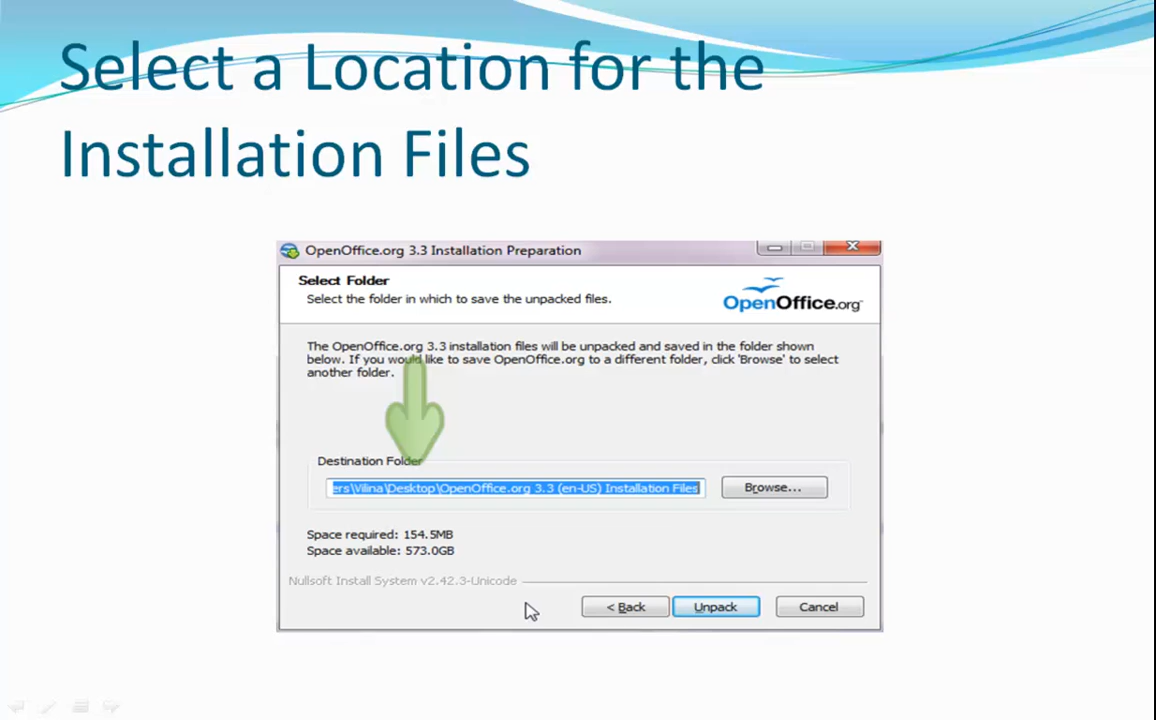 Select a Location for the
Installation Files
OpenOffice.org 3.3 Installation Preparation
Select Folder
Select the folder in which to save the unpacked files.
OpenOffice.org
The OpenOffice.org 3.3 installation files will be unpacked and saved in the folder shown
below. If you would like to save OpenOffice.org to a different folder, click 'Browse' to select
another folder.
Destination Folder
ers\Vilina\Desktop\OpenOffice.org 3.3 (en-US) Installation Files
Browse...
Space required: 154.5MB
Space available: 573.0GB
Nullsoft Install System v2.42.3-Unicode
< Back
Unpack
Cancel